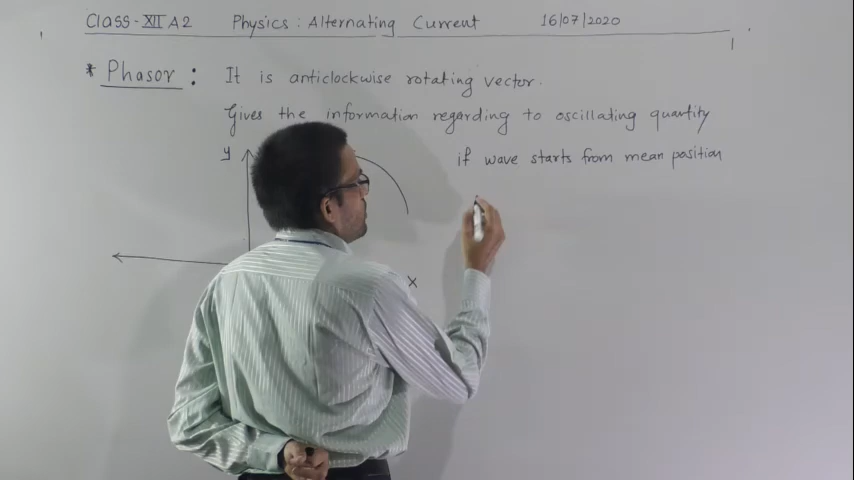 Class - XII A2 Physics : Alternating Current 16/07/2020
* Phasor : It is anticlockwise rotating vector.
Gives the information regarding to oscillating quantity
y if wave starts from mean position
x